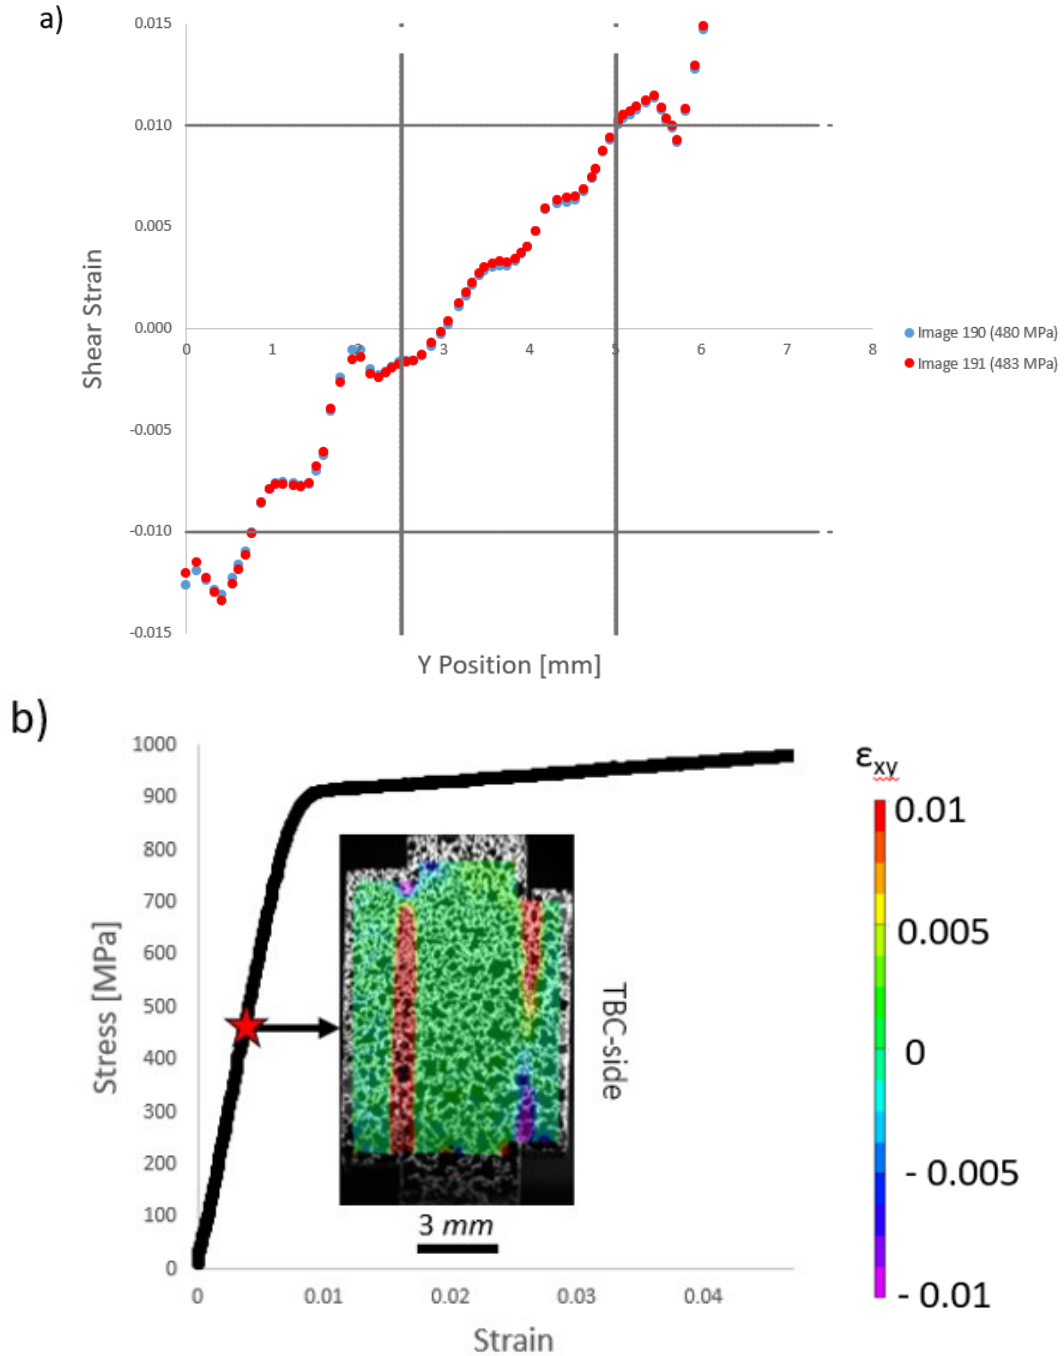 a)
0.015
0.010
0.005
0.000
-0.005
-0.010
-0.015
0 1 2 3 4 5 6 7 8
Shear Strain
Y Position [mm]
Image 190 (480 MPa)
Image 191 (483 MPa)
b)
1000
900
800
700
600
500
400
300
200
100
0
0 0.01 0.02 0.03 0.04
Stress [MPa]
Strain
TBC-side
3 mm
εxy
0.01
0.005
0
- 0.005
- 0.01